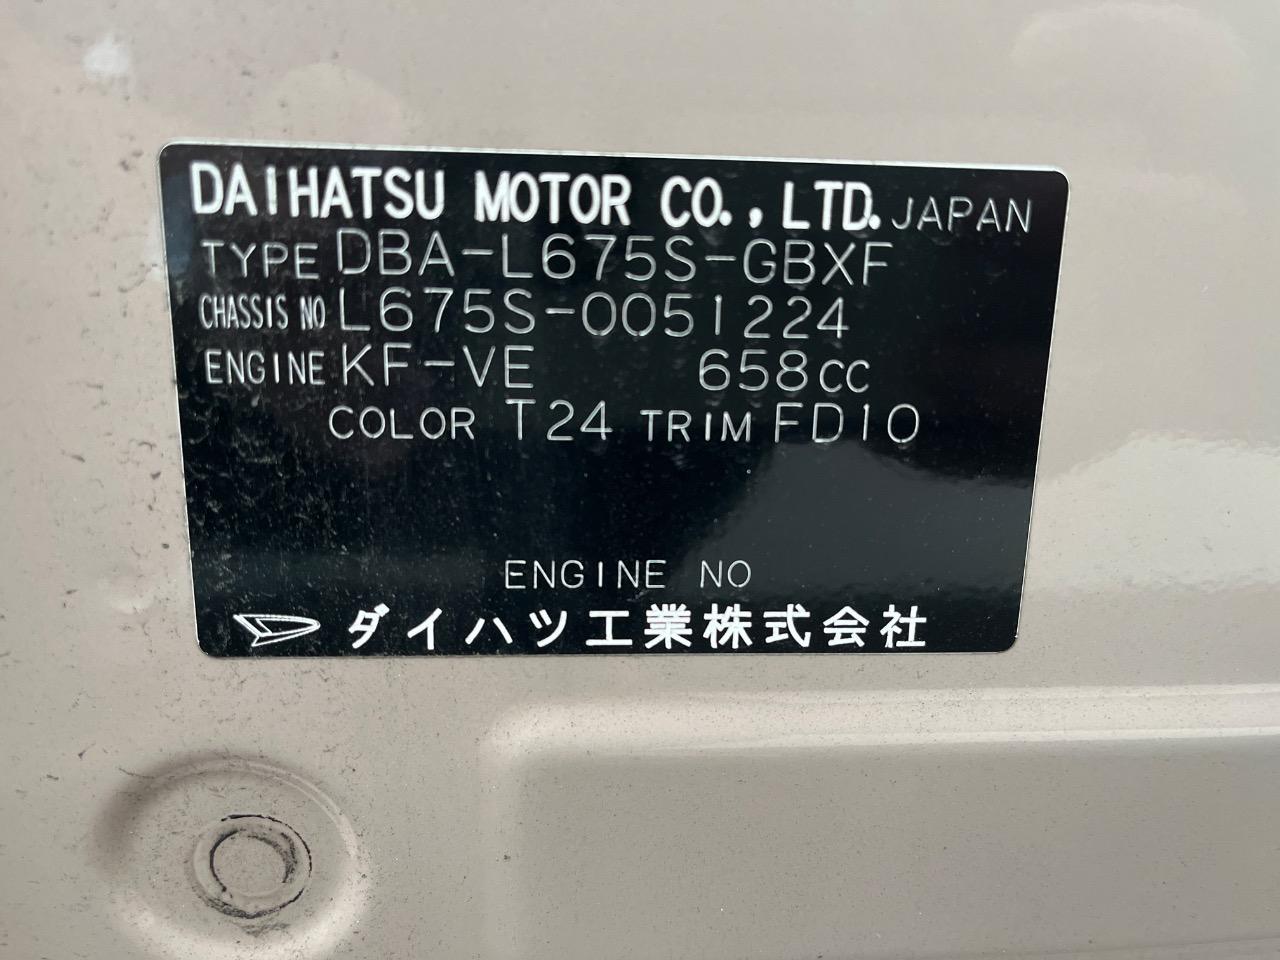 DAIHATSU MOTOR CO., LTD. JAPAN
TYPE DBA-L675S-GBXF
CHASSIS NO L675S-0051224
ENGINE KF-VE 658CC
COLOR T24 TRIM FD10
ENGINE NO
ダイハツ工業株式会社